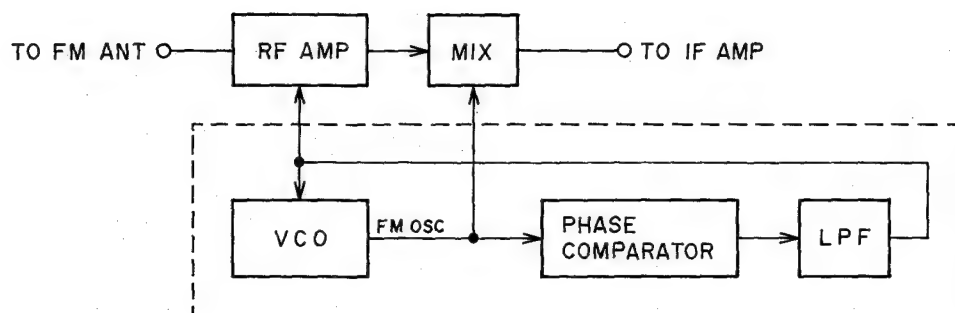 TO FM ANT
RF AMP
MIX
TO IF AMP
VCO
FM OSC
PHASE
COMPARATOR
LPF